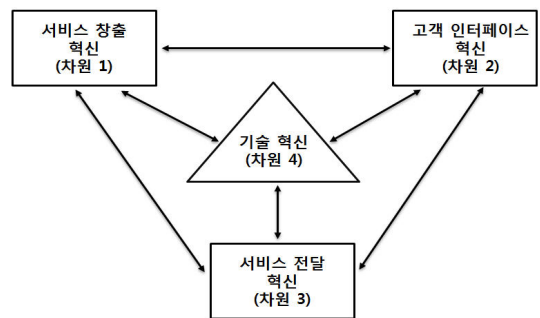 서비스 창출
혁신
(차원 1)
고객 인터페이스
혁신
(차원 2)
기술 혁신
(차원 4)
서비스 전달
혁신
(차원 3)